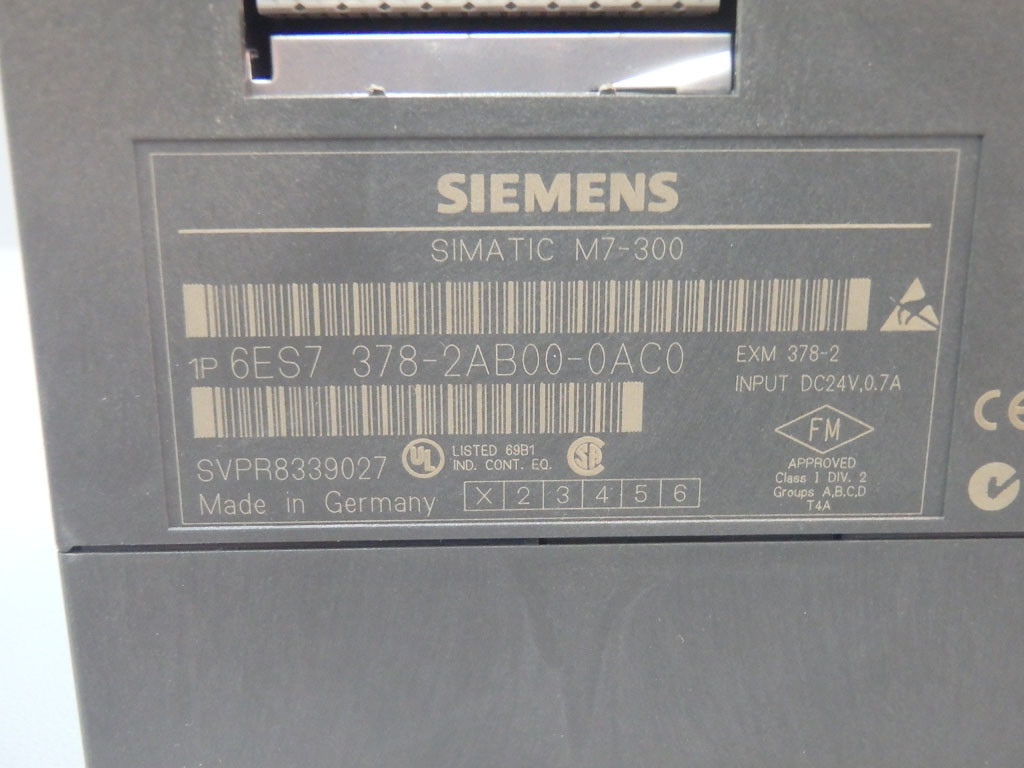 SIEMENS
SIMATIC M7-300
1P 6ES7 378-2AB00-0AC0
EXM 378-2
INPUT DC24V,0.7A
SVPR8339027
UL
LISTED 69B1
IND. CONT. EQ.
Made in Germany
X 2 3 4 5 6
FM
APPROVED
Class I DIV. 2
Groups A,B,C,D
T4A
CE